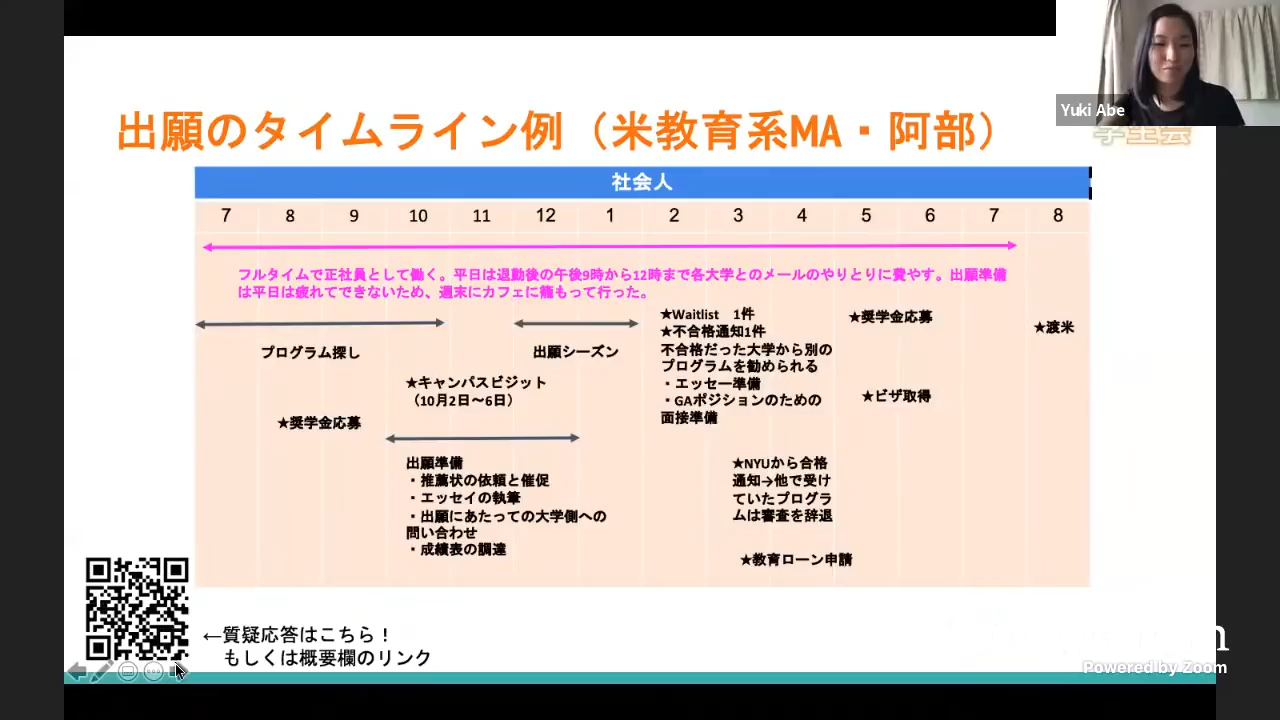 Yuki Abe
学生会
出願のタイムライン例（米教育系MA・阿部）
社会人
7 8 9 10 11 12 1 2 3 4 5 6 7 8
フルタイムで正社員として働く。平日は退勤後の午後9時から12時まで各大学とのメールのやりとりに費やす。出願準備
は平日は疲れてできないため、週末にカフェに籠もって行った。
プログラム探し
★奨学金応募
★キャンパスビジット
（10月2日〜6日）
出願準備
・推薦状の依頼と催促
・エッセイの執筆
・出願にあたっての大学側への
問い合わせ
・成績表の調達
出願シーズン
★Waitlist　1件
★不合格通知1件
不合格だった大学から別の
プログラムを勧められる
・エッセー準備
・GAポジションのための
面接準備
★NYUから合格
通知→他で受け
ていたプログラ
ムは審査を辞退
★教育ローン申請
★奨学金応募
★ビザ取得
★渡米
←質疑応答はこちら！
もしくは概要欄のリンク
Powered by Zoom